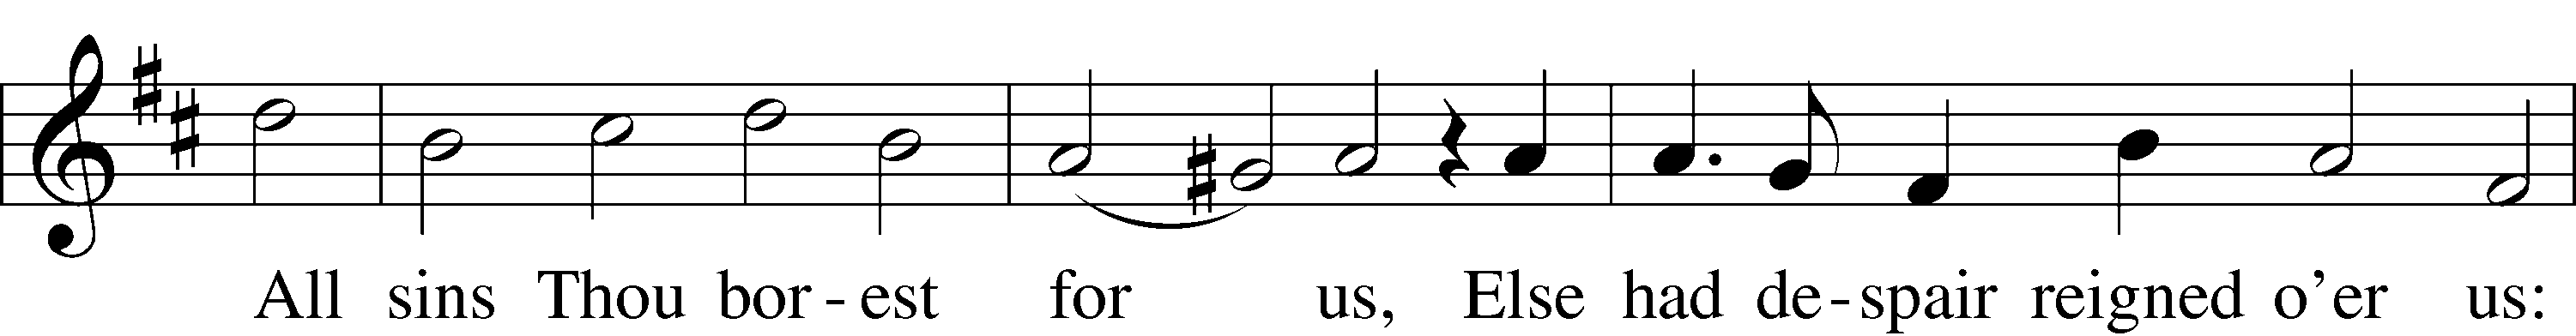 All sins Thou bor-est for us, Else had de-spair reigned o’er us: